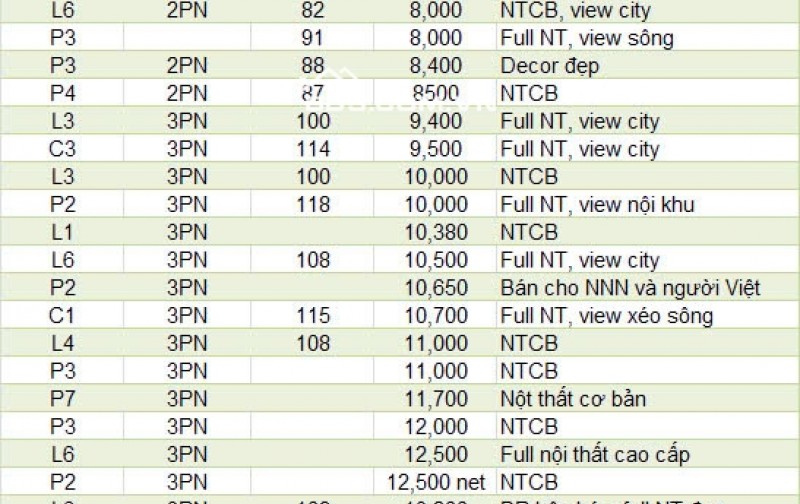 L6 2PN 82 8,000 NTCB, view city
P3 91 8,000 Full NT, view sông
P3 2PN 88 8,400 Decor đẹp
P4 2PN 87 8500 NTCB
L3 3PN 100 9,400 Full NT, view city
C3 3PN 114 9,500 Full NT, view city
L3 3PN 100 10,000 NTCB
P2 3PN 118 10,000 Full NT, view nội khu
L1 3PN 10,380 NTCB
L6 3PN 108 10,500 Full NT, view city
P2 3PN 10,650 Bán cho NNN và người Việt
C1 3PN 115 10,700 Full NT, view xéo sông
L4 3PN 108 11,000 NTCB
P3 3PN 11,000 NTCB
P7 3PN 11,700 Nột thất cơ bản
P3 3PN 12,000 NTCB
L6 3PN 12,500 Full nội thất cao cấp
P2 3PN 12,500 net NTCB
3PN